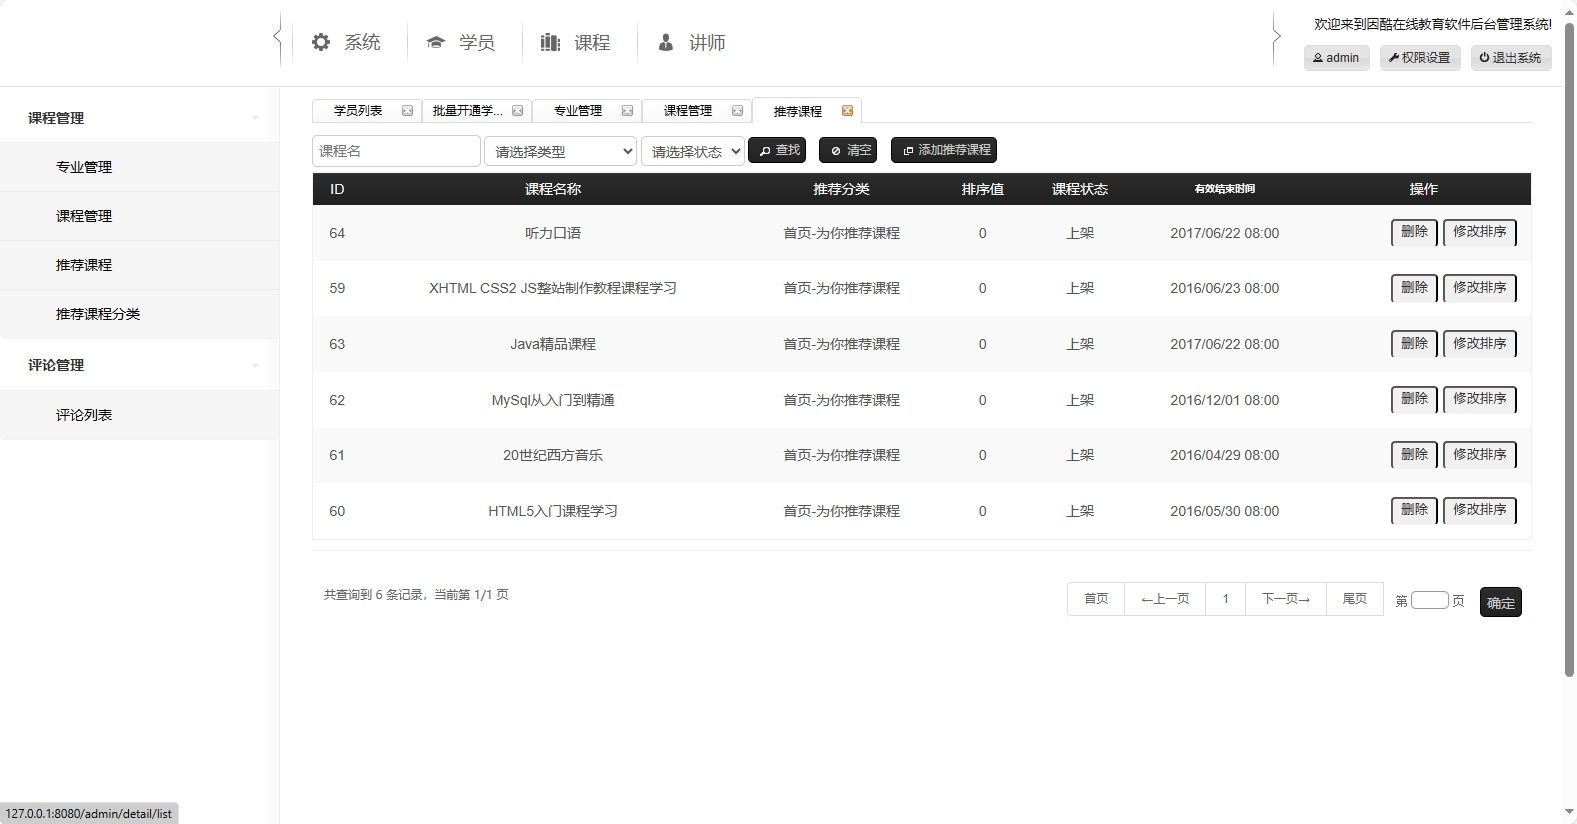 欢迎来到因酷在线教育软件后台管理系统!
系统 学员 课程 讲师
admin 权限设置 退出系统
课程管理
专业管理
课程管理
推荐课程
推荐课程分类
评论管理
评论列表
学员列表 批量开通学... 专业管理 课程管理 推荐课程
课程名 请选择类型 请选择状态 查找 清空 添加推荐课程
ID 课程名称 推荐分类 排序值 课程状态 有效结束时间 操作
64 听力口语 首页-为你推荐课程 0 上架 2017/06/22 08:00 删除 修改排序
59 XHTML CSS2 JS整站制作教程课程学习 首页-为你推荐课程 0 上架 2016/06/23 08:00 删除 修改排序
63 Java精品课程 首页-为你推荐课程 0 上架 2017/06/22 08:00 删除 修改排序
62 MySql从入门到精通 首页-为你推荐课程 0 上架 2016/12/01 08:00 删除 修改排序
61 20世纪西方音乐 首页-为你推荐课程 0 上架 2016/04/29 08:00 删除 修改排序
60 HTML5入门课程学习 首页-为你推荐课程 0 上架 2016/05/30 08:00 删除 修改排序
共查询到 6 条记录，当前第 1/1 页
首页 ←上一页 1 下一页→ 尾页 第 页 确定
127.0.0.1:8080/admin/detail/list